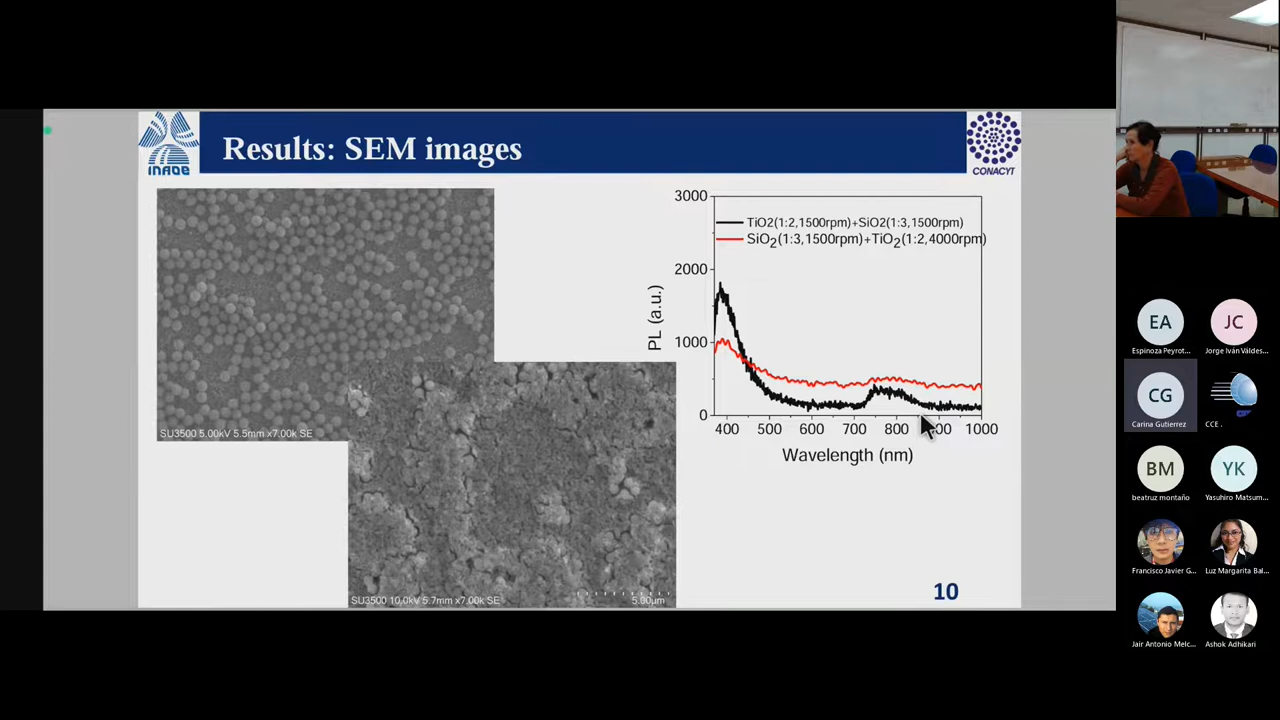 Results: SEM images
INAOE
CONACYT
SU3500 5.00kV 5.5mm x7.00k SE
SU3500 10.0kV 5.7mm x7.00k SE
5.00μm
3000
2000
1000
0
PL (a.u.)
TiO2(1:2,1500rpm)+SiO2(1:3,1500rpm)
SiO2(1:3,1500rpm)+TiO2(1:2,4000rpm)
400 500 600 700 800 900 1000
Wavelength (nm)
10
EA
Espinoza Peyrot...
JC
Jorge Iván Váldes...
CG
Carina Gutierrez
CCE .
BM
beatruz montaño
YK
Yasuhiro Matsum...
Francisco Javier G...
Luz Margarita Bal...
Jair Antonio Melc...
Ashok Adhikari